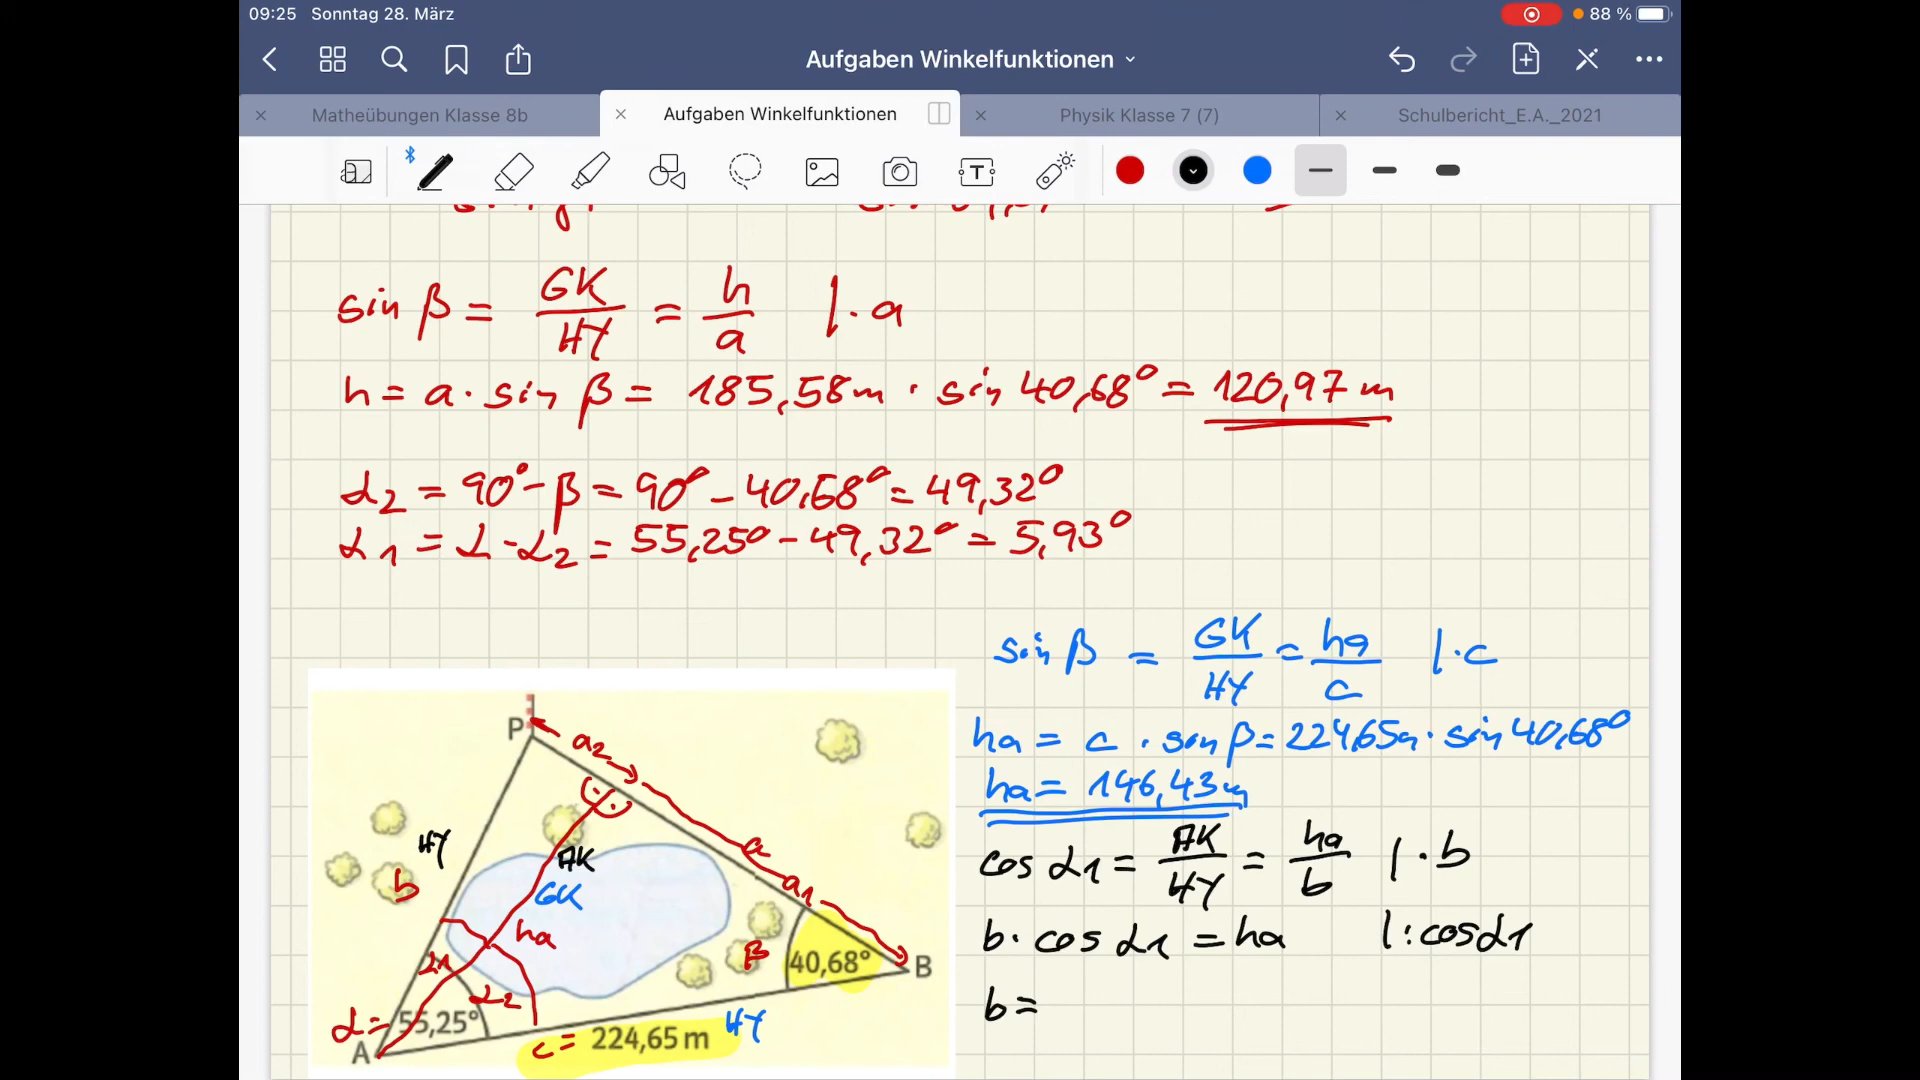 09:25 Sonntag 28. März
88 %
Aufgaben Winkelfunktionen
Matheübungen Klasse 8b
Aufgaben Winkelfunktionen
Physik Klasse 7 (7)
Schulbericht_E.A._2021
sin β = GK/HY = h/a |· a
h = a · sin β = 185,58m · sin 40,68° = 120,97 m
α2 = 90° - β = 90° - 40,68° = 49,32°
α1 = α - α2 = 55,25° - 49,32° = 5,93°
sin β = GK/HY = ha/c |· c
ha = c · sin β = 224,65m · sin 40,68°
ha = 146,43m
cos α1 = AK/HY = ha/b |· b
b · cos α1 = ha |: cos α1
b =
P
a2
HY
AK
a
b
GK
a1
ha
β
40,68°
B
α1
α2
α = 55,25°
HY
A
c = 224,65 m